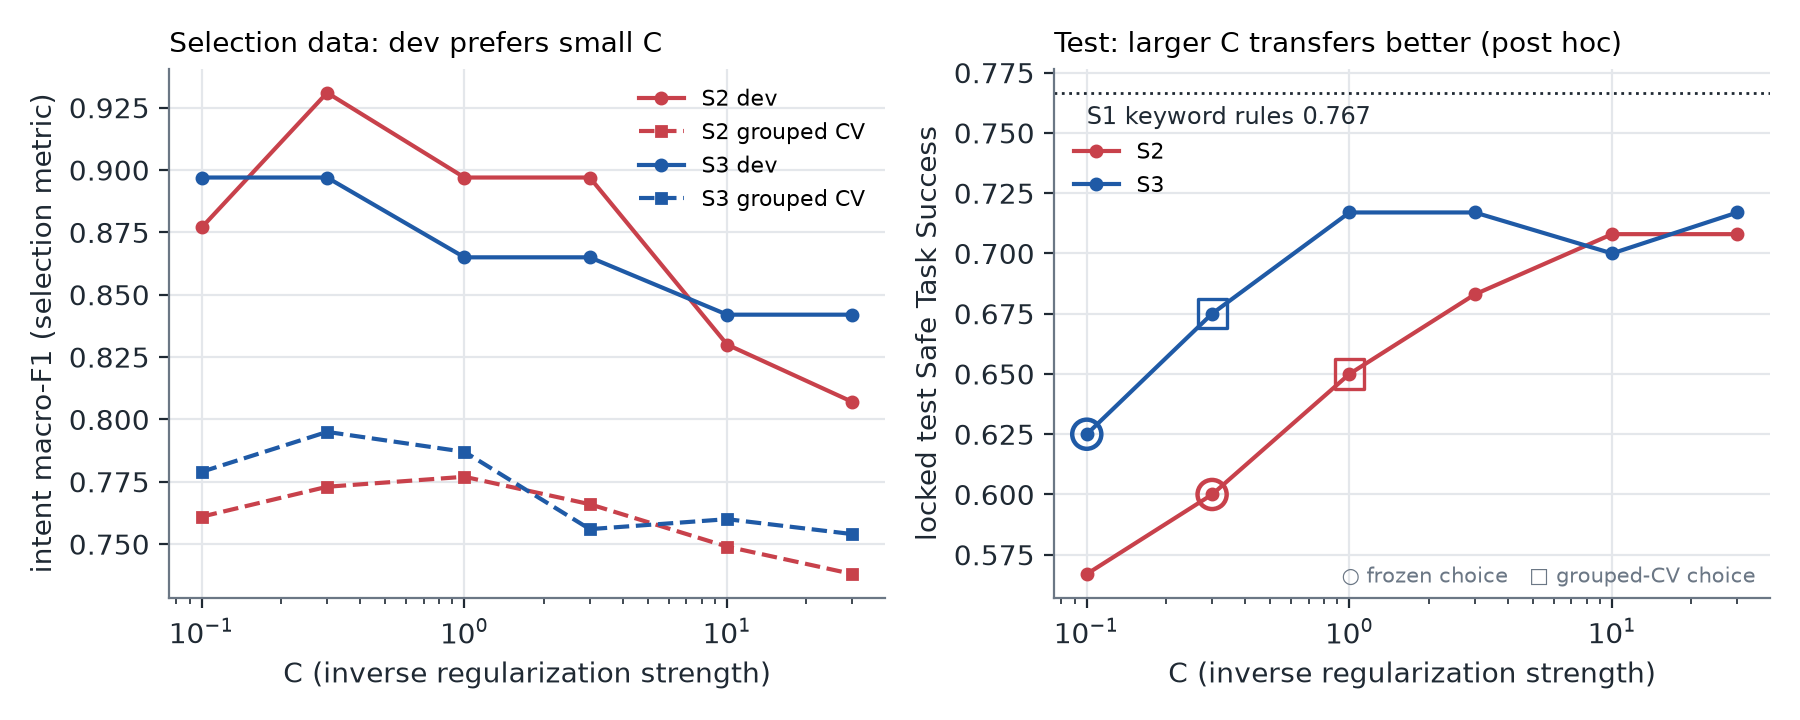 Selection data: dev prefers small C
intent macro-F1 (selection metric)
0.925
0.900
0.875
0.850
0.825
0.800
0.775
0.750
S2 dev
S2 grouped CV
S3 dev
S3 grouped CV
10⁻¹
10⁰
10¹
C (inverse regularization strength)
Test: larger C transfers better (post hoc)
locked test Safe Task Success
0.775
0.750
0.725
0.700
0.675
0.650
0.625
0.600
0.575
S1 keyword rules 0.767
S2
S3
○ frozen choice □ grouped-CV choice
10⁻¹
10⁰
10¹
C (inverse regularization strength)